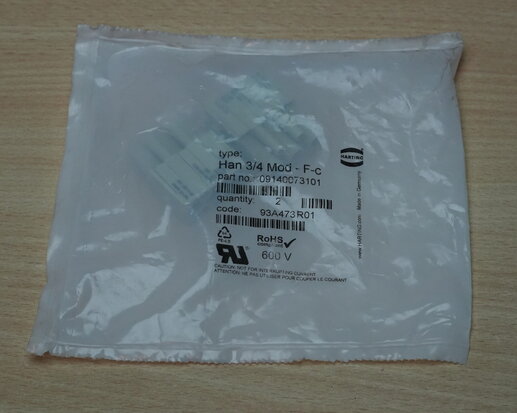 type:
Han 3/4 Mod - F-c
part no.: 09140073101
quantity: 2
code: 93A473R01
RoHS
compliant
600 V
CAUTION: NOT FOR INTERRUPTING CURRENT
ATTENTION: NE PAS UTILISER POUR COUPER LE COURANT
HARTING
www.HARTING.com Made in Germany